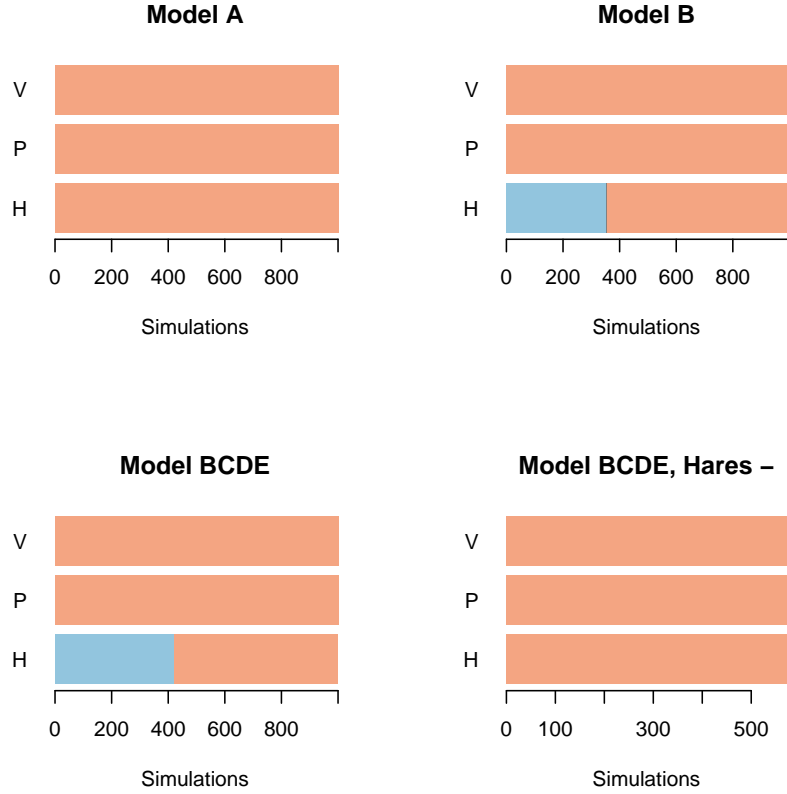 Model A
V
P
H
0 200 400 600 800
Simulations
Model B
V
P
H
0 200 400 600 800
Simulations
Model BCDE
V
P
H
0 200 400 600 800
Simulations
Model BCDE, Hares −
V
P
H
0 100 300 500
Simulations